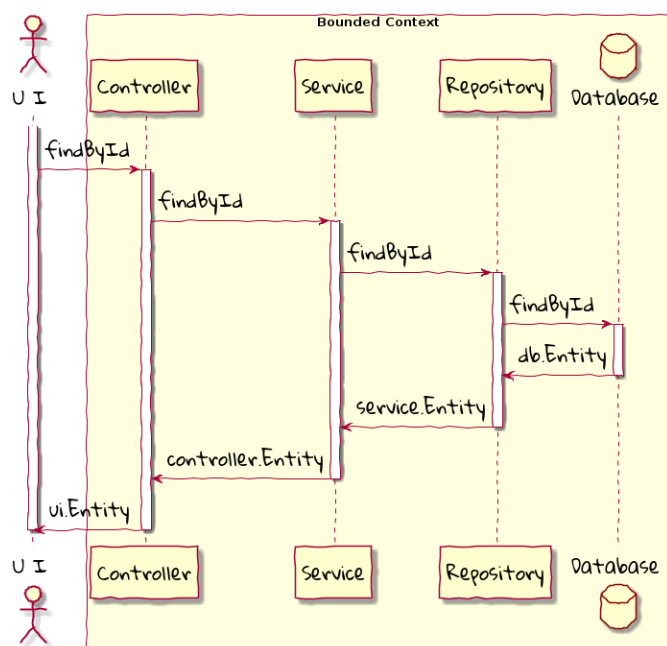 Bounded Context
U I
Controller
Service
Repository
Database
findById
findById
findById
findById
db.Entity
service.Entity
controller.Entity
ui.Entity
U I
Controller
Service
Repository
Database